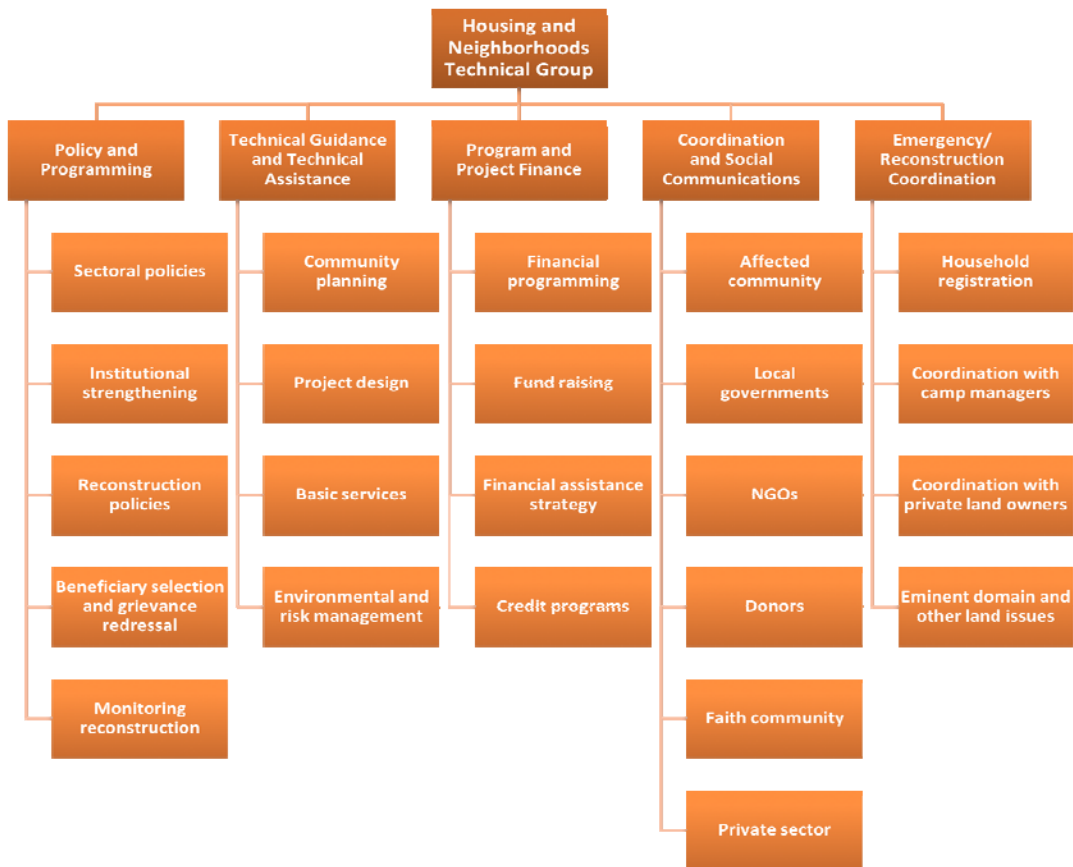 Housing and
Neighborhoods
Technical Group
Policy and
Programming
Technical Guidance
and Technical
Assistance
Program and
Project Finance
Coordination
and Social
Communications
Emergency/
Reconstruction
Coordination
Sectoral policies
Institutional
strengthening
Reconstruction
policies
Beneficiary selection
and grievance
redressal
Monitoring
reconstruction
Community
planning
Project design
Basic services
Environmental and
risk management
Financial
programming
Fund raising
Financial assistance
strategy
Credit programs
Affected
community
Local
governments
NGOs
Donors
Faith community
Private sector
Household
registration
Coordination with
camp managers
Coordination with
private land owners
Eminent domain and
other land issues